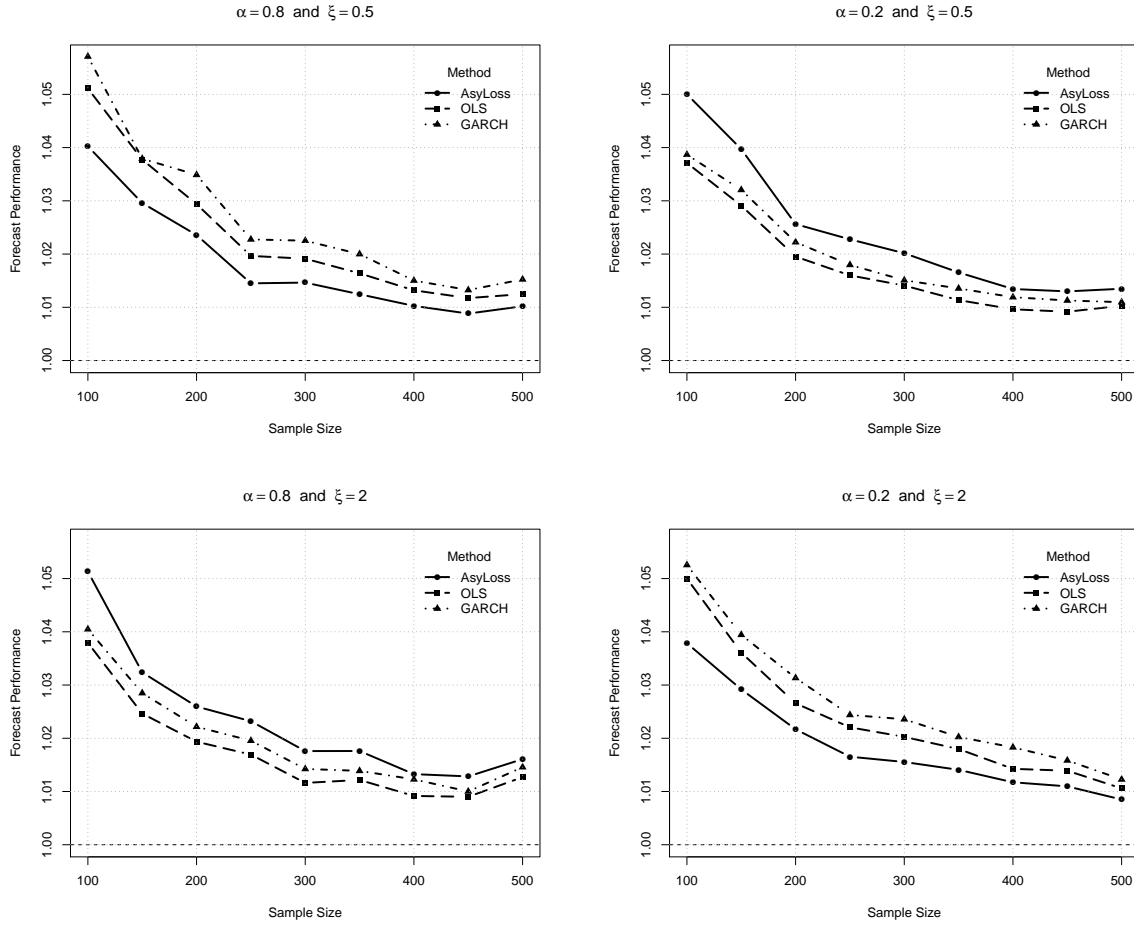 α = 0.8 and ξ = 0.5
Forecast Performance
1.00 1.01 1.02 1.03 1.04 1.05
Method
AsyLoss
OLS
GARCH
100 200 300 400 500
Sample Size
α = 0.2 and ξ = 0.5
Forecast Performance
1.00 1.01 1.02 1.03 1.04 1.05
Method
AsyLoss
OLS
GARCH
100 200 300 400 500
Sample Size
α = 0.8 and ξ = 2
Forecast Performance
1.00 1.01 1.02 1.03 1.04 1.05
Method
AsyLoss
OLS
GARCH
100 200 300 400 500
Sample Size
α = 0.2 and ξ = 2
Forecast Performance
1.00 1.01 1.02 1.03 1.04 1.05
Method
AsyLoss
OLS
GARCH
100 200 300 400 500
Sample Size